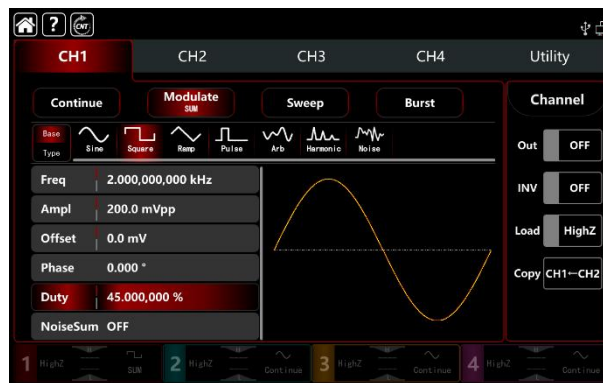 ? CNT
CH1 CH2 CH3 CH4 Utility
Continue Modulate Sweep Burst Channel
SUM
Base
Type Sine Square Ramp Pulse Arb Harmonic Noise
Out OFF
Freq 2.000,000,000 kHz
INV OFF
Ampl 200.0 mVpp
Offset 0.0 mV
Load HighZ
Phase 0.000 °
Copy CH1←CH2
Duty 45.000,000 %
NoiseSum OFF
1 HighZ SUM 2 HighZ Continue 3 HighZ Continue 4 HighZ Continue